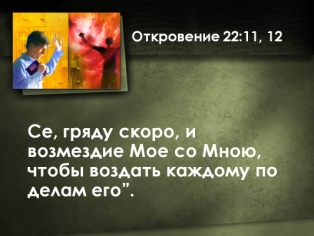 Откровение 22:11, 12
Се, гряду скоро, и
возмездие Мое со Мною,
чтобы воздать каждому по
делам его”.